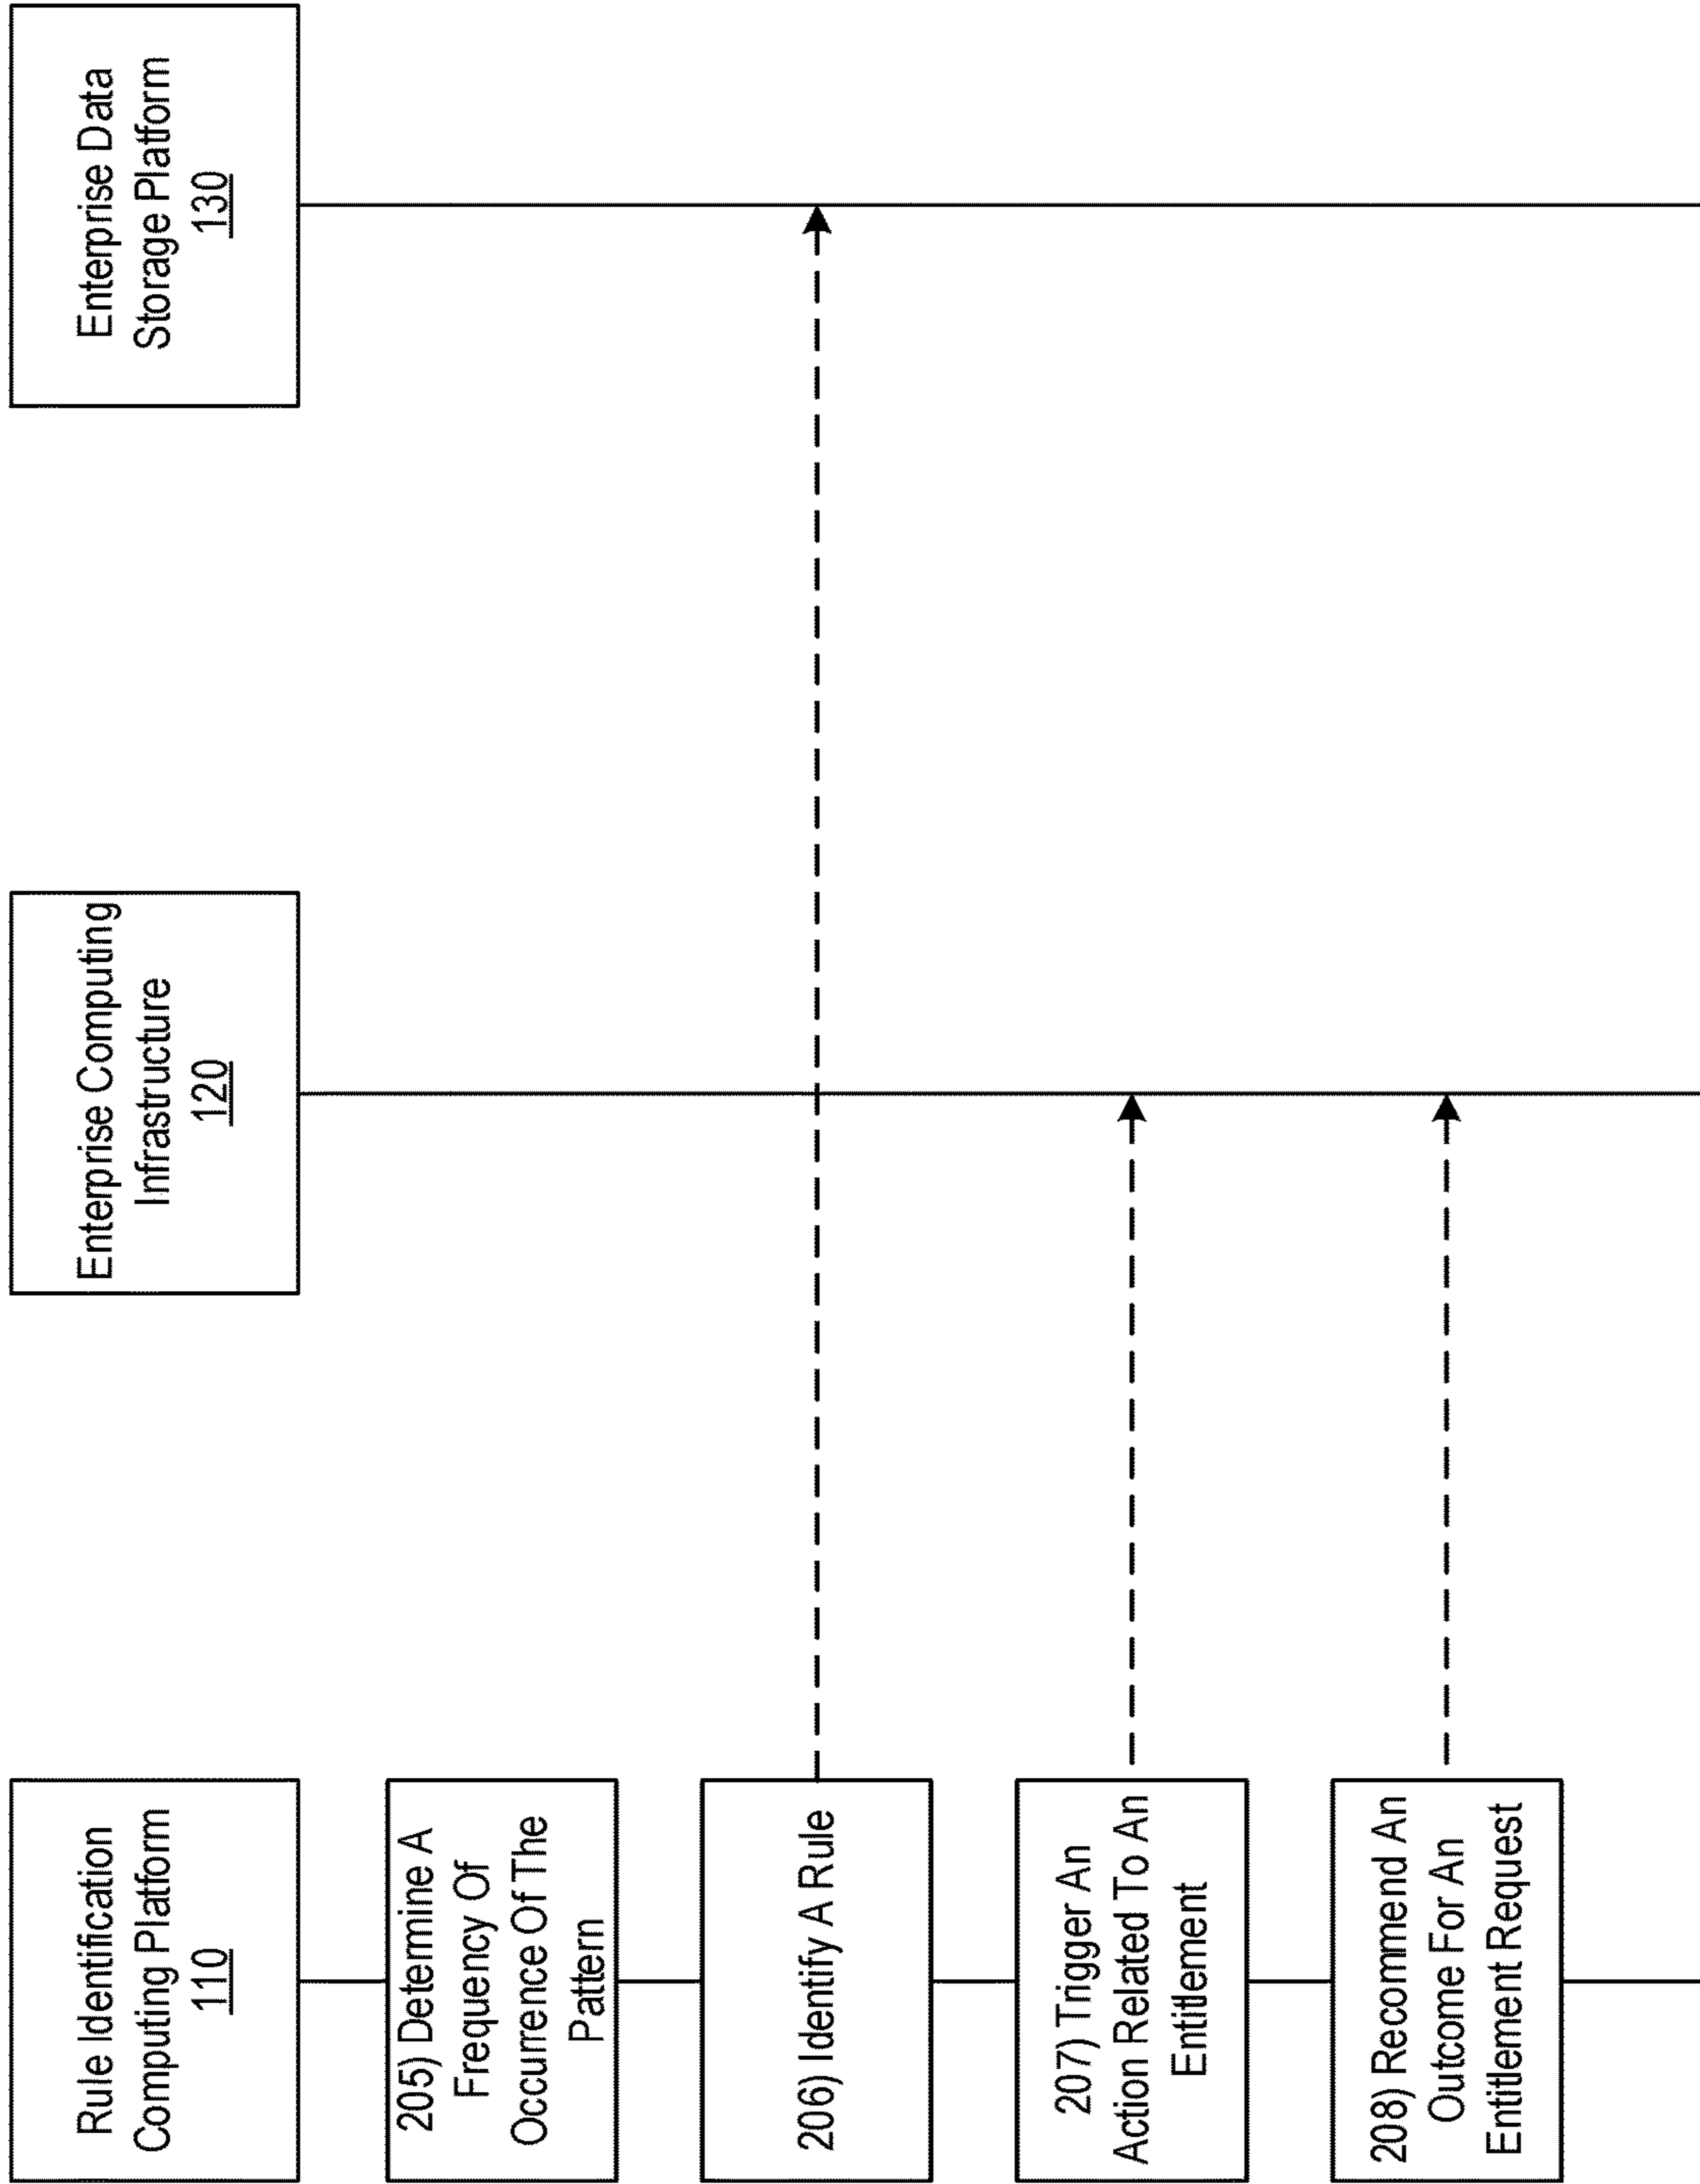 Rule Identification
Computing Platform
110
Enterprise Computing
Infrastructure
120
Enterprise Data
Storage Platform
130
205) Determine A
Frequency Of
Occurrence Of The
Pattern
206) Identify A Rule
207) Trigger An
Action Related To An
Entitlement
208) Recommend An
Outcome For An
Entitlement Request